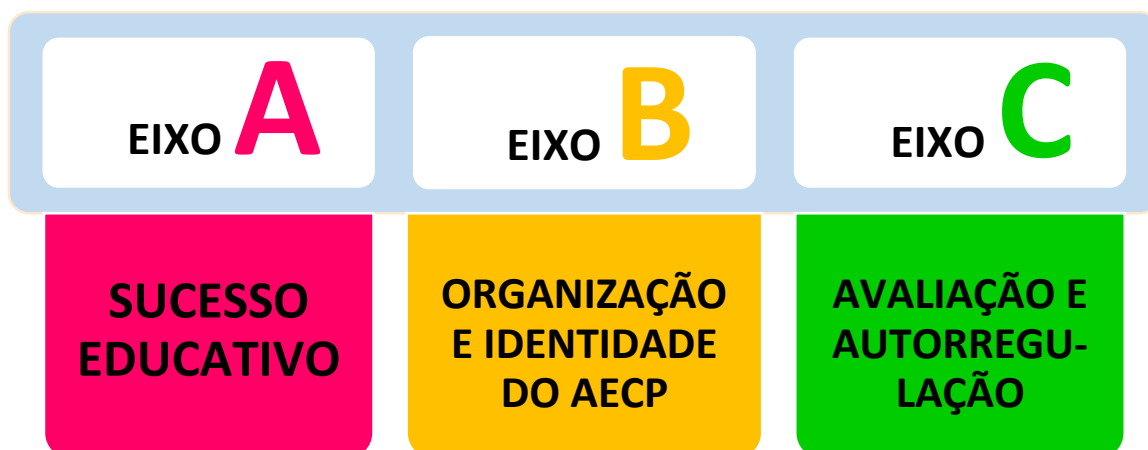 EIXO A
EIXO B
EIXO C
SUCESSO
EDUCATIVO
ORGANIZAÇÃO
E IDENTIDADE
DO AECP
AVALIAÇÃO E
AUTORREGU-
LAÇÃO